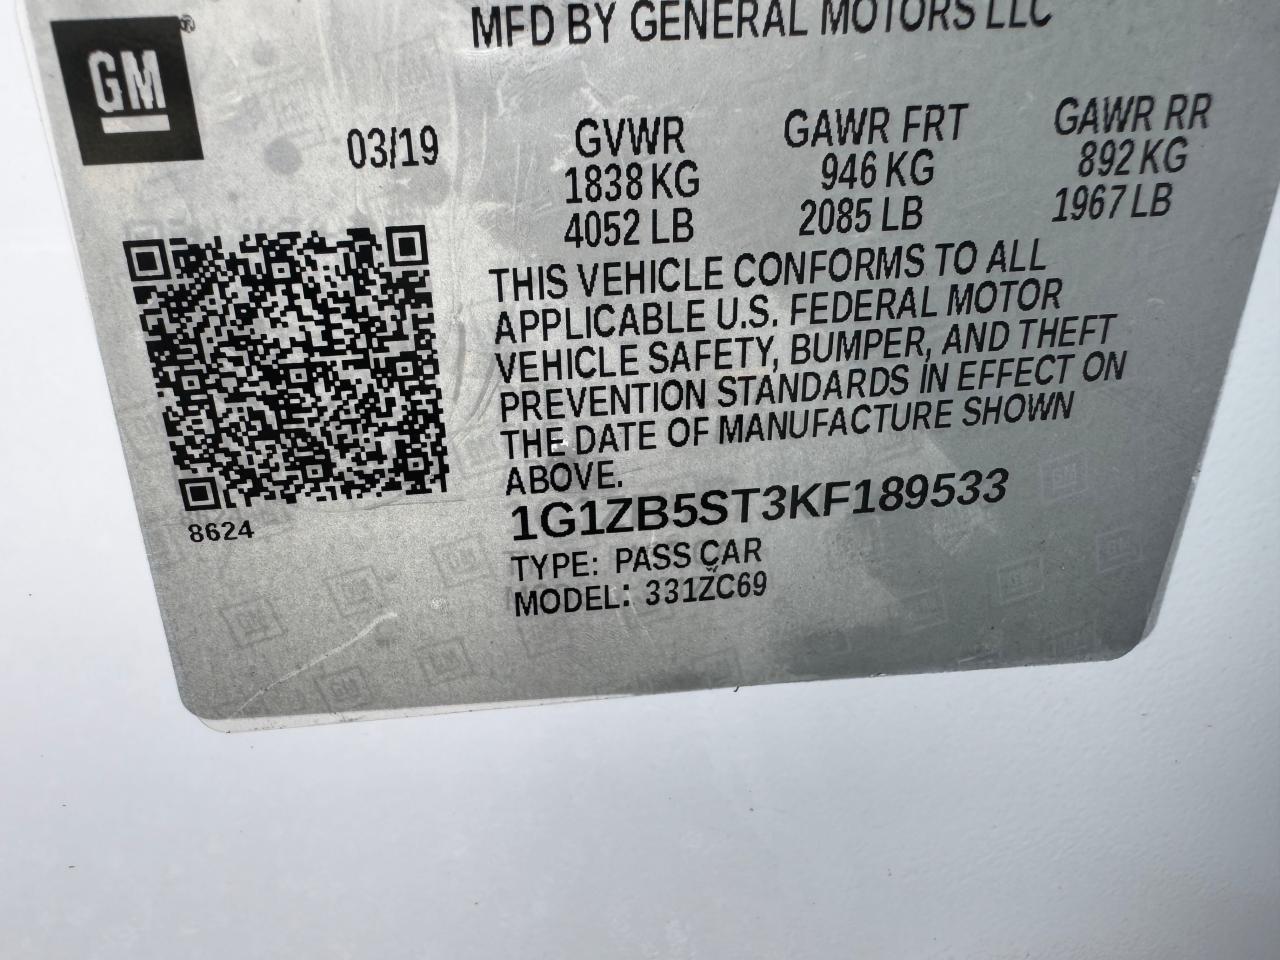 GM
®
MFD BY GENERAL MOTORS LLC
03/19
GVWR GAWR FRT GAWR RR
1838 KG 946 KG 892 KG
4052 LB 2085 LB 1967 LB
THIS VEHICLE CONFORMS TO ALL
APPLICABLE U.S. FEDERAL MOTOR
VEHICLE SAFETY, BUMPER, AND THEFT
PREVENTION STANDARDS IN EFFECT ON
THE DATE OF MANUFACTURE SHOWN
ABOVE.
1G1ZB5ST3KF189533
8624
TYPE: PASS CAR
MODEL: 331ZC69